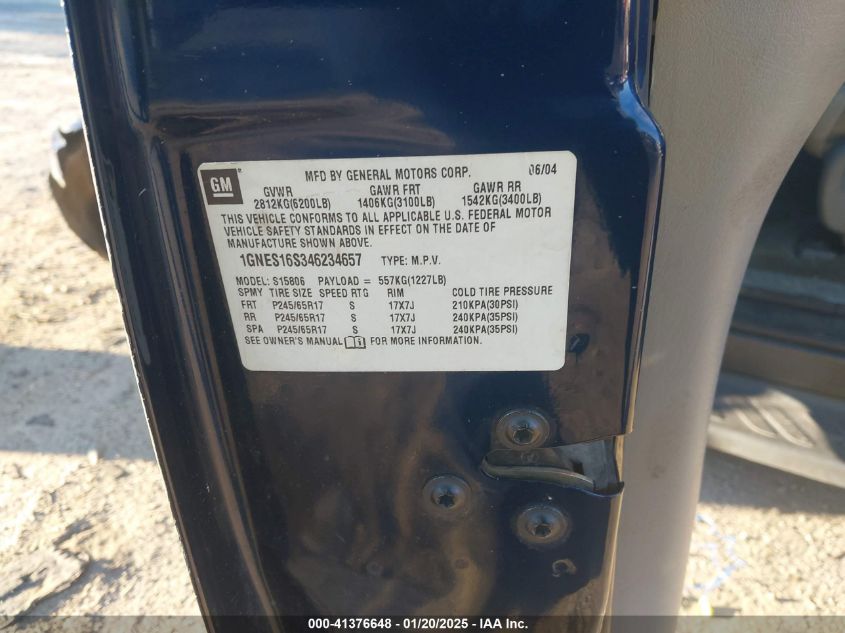 GM
MFD BY GENERAL MOTORS CORP. 06/04
GVWR GAWR FRT GAWR RR
2812KG(6200LB) 1406KG(3100LB) 1542KG(3400LB)
THIS VEHICLE CONFORMS TO ALL APPLICABLE U.S. FEDERAL MOTOR
VEHICLE SAFETY STANDARDS IN EFFECT ON THE DATE OF
MANUFACTURE SHOWN ABOVE.
1GNES16S346234657 TYPE: M.P.V.
MODEL: S15806 PAYLOAD = 557KG(1227LB)
SPMY TIRE SIZE SPEED RTG RIM COLD TIRE PRESSURE
FRT P245/65R17 S 17X7J 210KPA(30PSI)
RR P245/65R17 S 17X7J 240KPA(35PSI)
SPA P245/65R17 S 17X7J 240KPA(35PSI)
SEE OWNER'S MANUAL FOR MORE INFORMATION.
000-41376648 - 01/20/2025 - IAA Inc.